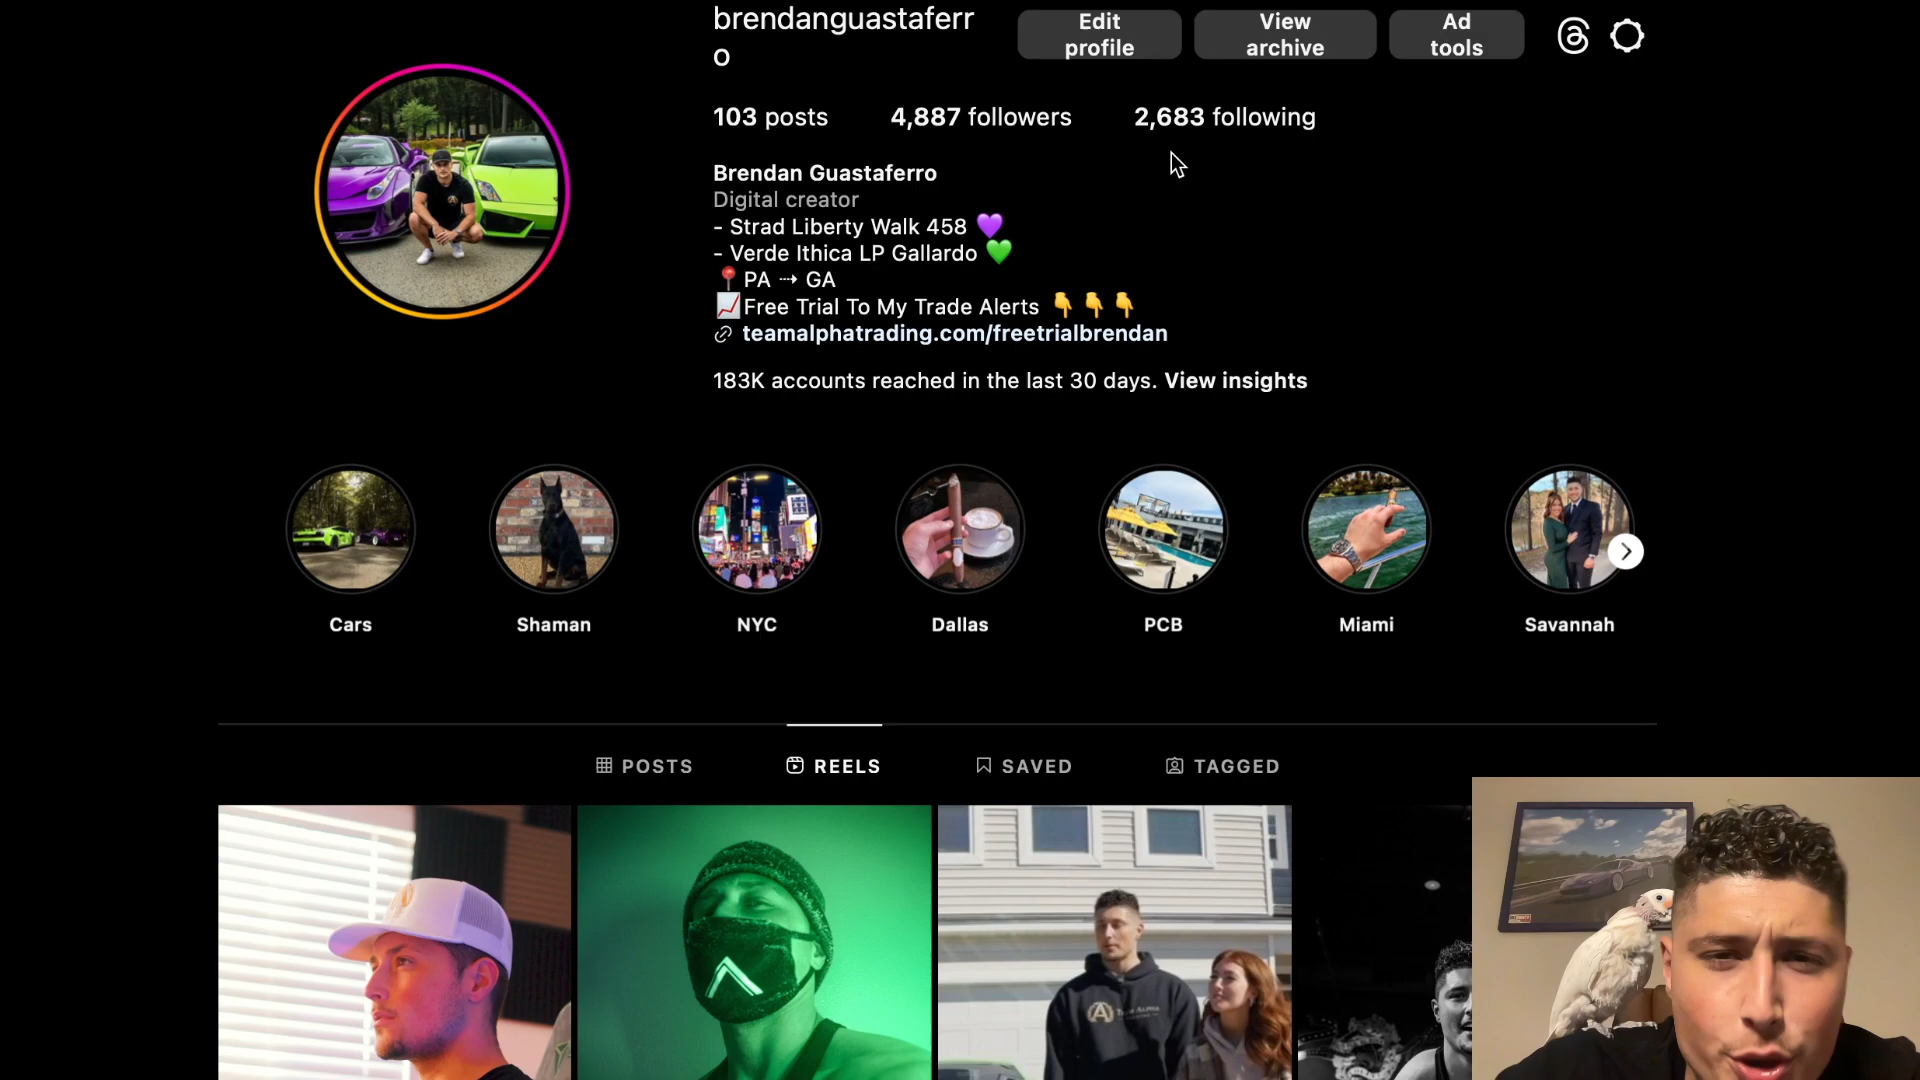 brendanguastaferr
o
Edit
profile
View
archive
Ad
tools
103 posts
4,887 followers
2,683 following
Brendan Guastaferro
Digital creator
- Strad Liberty Walk 458 💜
- Verde Ithica LP Gallardo 💚
📍PA ⇢ GA
📈Free Trial To My Trade Alerts 👇👇👇
teamalphatrading.com/freetrialbrendan
183K accounts reached in the last 30 days. View insights
Cars
Shaman
NYC
Dallas
PCB
Miami
Savannah
POSTS
REELS
SAVED
TAGGED